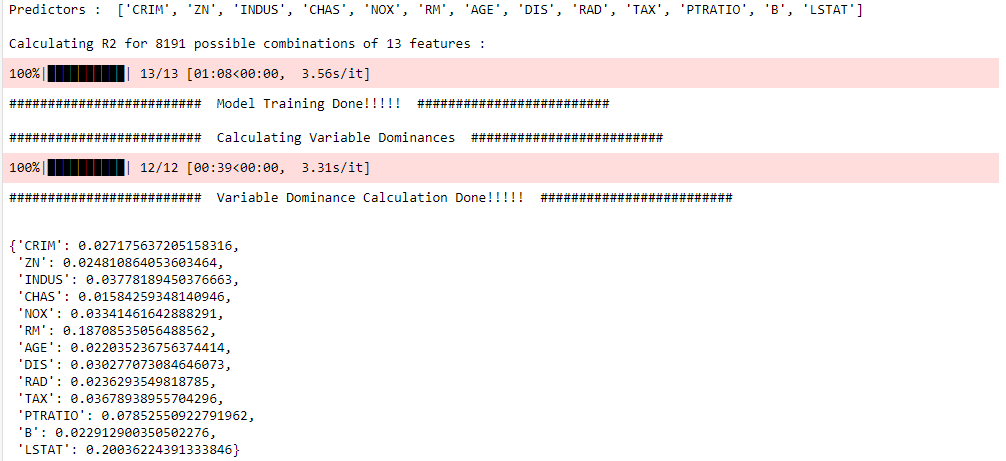 Predictors :  ['CRIM', 'ZN', 'INDUS', 'CHAS', 'NOX', 'RM', 'AGE', 'DIS', 'RAD', 'TAX', 'PTRATIO', 'B', 'LSTAT']
Calculating R2 for 8191 possible combinations of 13 features :
100%|██████████| 13/13 [01:08<00:00,  3.56s/it]
#########################  Model Training Done!!!!!  #########################
#########################  Calculating Variable Dominances  #########################
100%|██████████| 12/12 [00:39<00:00,  3.31s/it]
#########################  Variable Dominance Calculation Done!!!!!  #########################
{'CRIM': 0.027175637205158316,
 'ZN': 0.024810864053603464,
 'INDUS': 0.03778189450376663,
 'CHAS': 0.01584259348140946,
 'NOX': 0.03341461642888291,
 'RM': 0.18708535056488562,
 'AGE': 0.022035236756374414,
 'DIS': 0.030277073084646073,
 'RAD': 0.0236293549818785,
 'TAX': 0.03678938955704296,
 'PTRATIO': 0.07852550922791962,
 'B': 0.022912900350502276,
 'LSTAT': 0.20036224391333846}